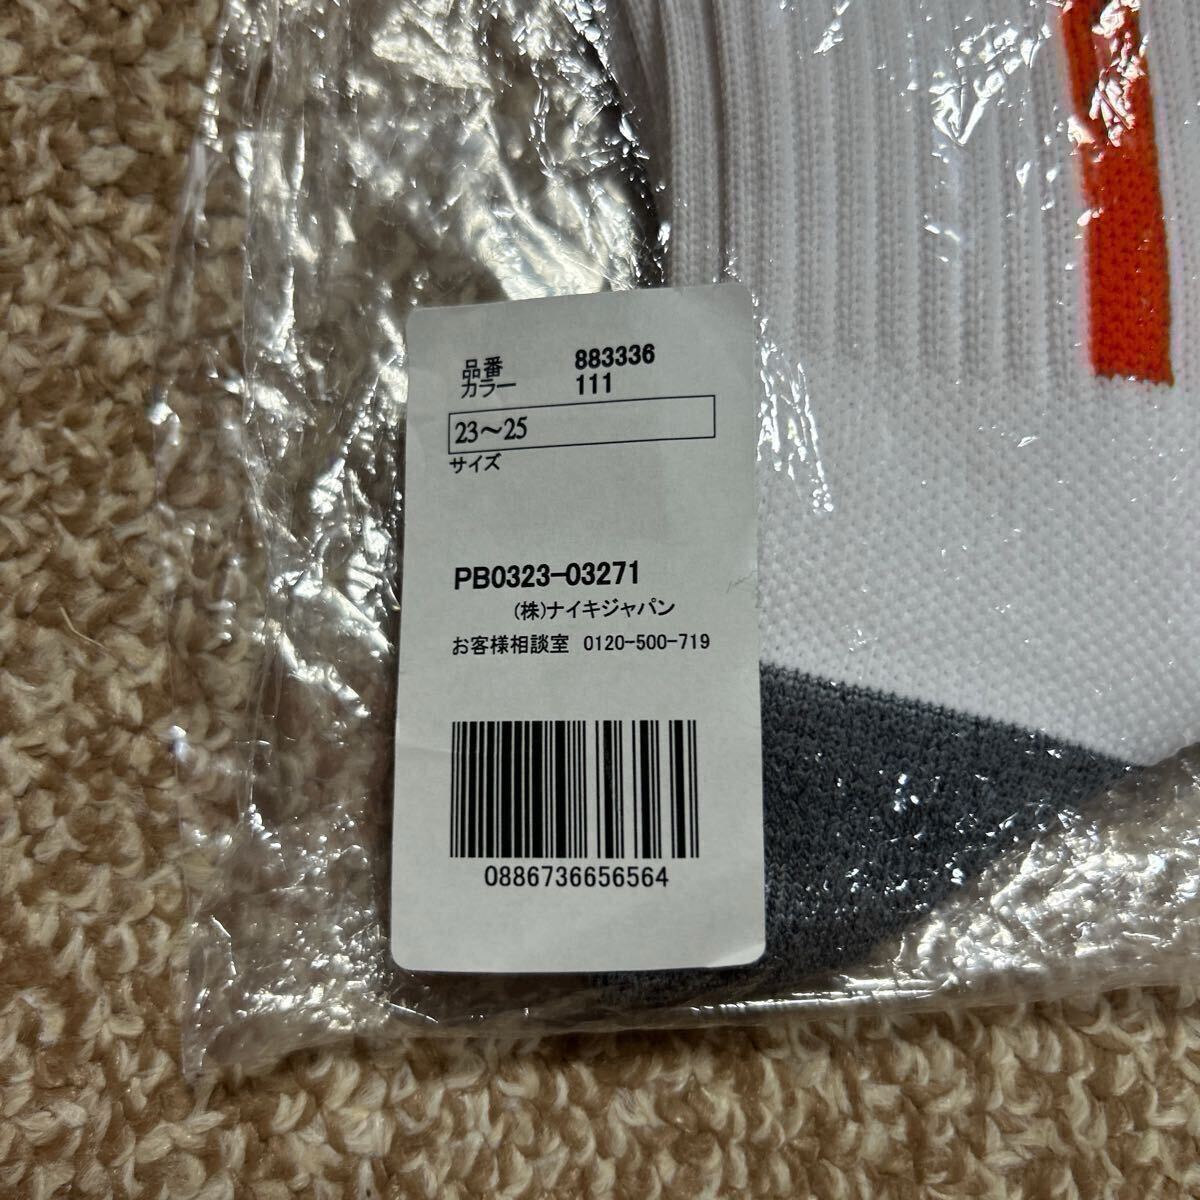 品番 883336
カラー 111
23～25
サイズ
PB0323-03271
(株)ナイキジャパン
お客様相談室 0120-500-719
0886736656564